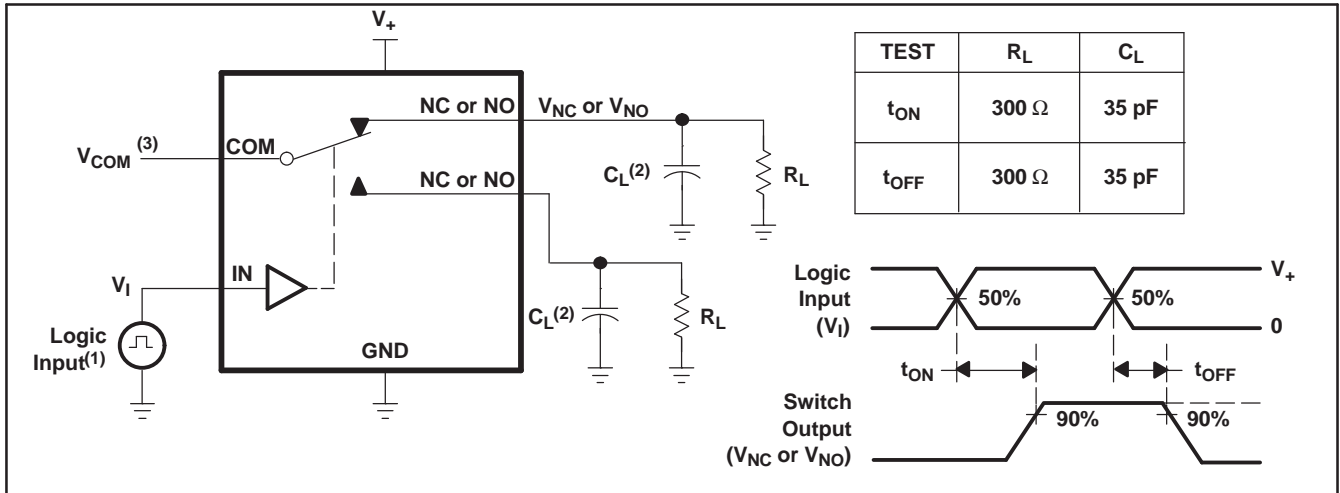 V+
NC or NO
VNC or VNO
VCOM (3)
COM
CL(2)
RL
NC or NO
VI
IN
CL(2)
RL
Logic
Input(1)
GND
TEST RL CL
tON 300 Ω 35 pF
tOFF 300 Ω 35 pF
Logic
Input
(VI)
50%
50%
V+
0
tON
tOFF
Switch
Output
(VNC or VNO)
90%
90%